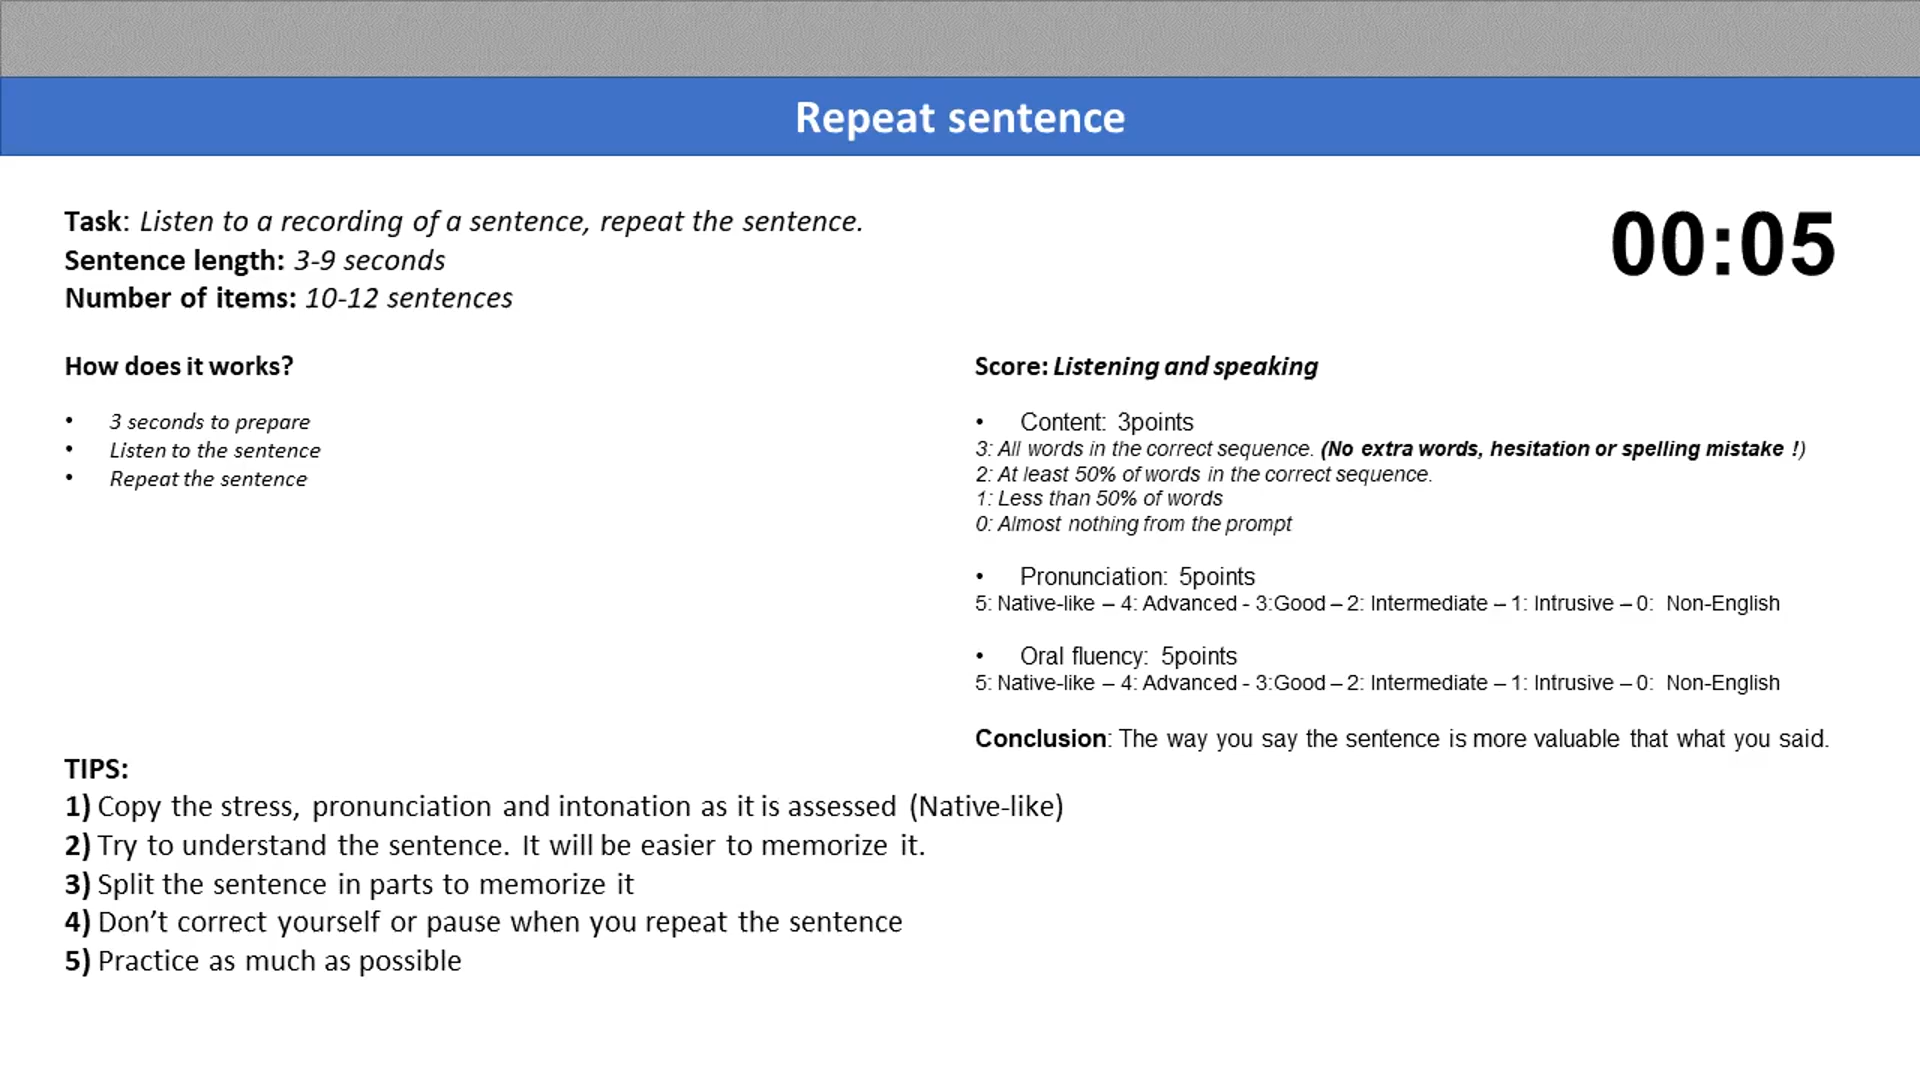 Repeat sentence
Task: Listen to a recording of a sentence, repeat the sentence.
Sentence length: 3-9 seconds
Number of items: 10-12 sentences
00:05
How does it works?
• 3 seconds to prepare
• Listen to the sentence
• Repeat the sentence
Score: Listening and speaking
• Content: 3points
3: All words in the correct sequence. (No extra words, hesitation or spelling mistake !)
2: At least 50% of words in the correct sequence.
1: Less than 50% of words
0: Almost nothing from the prompt
• Pronunciation: 5points
5: Native-like – 4: Advanced - 3:Good – 2: Intermediate – 1: Intrusive – 0: Non-English
• Oral fluency: 5points
5: Native-like – 4: Advanced - 3:Good – 2: Intermediate – 1: Intrusive – 0: Non-English
Conclusion: The way you say the sentence is more valuable that what you said.
TIPS:
1) Copy the stress, pronunciation and intonation as it is assessed (Native-like)
2) Try to understand the sentence. It will be easier to memorize it.
3) Split the sentence in parts to memorize it
4) Don’t correct yourself or pause when you repeat the sentence
5) Practice as much as possible